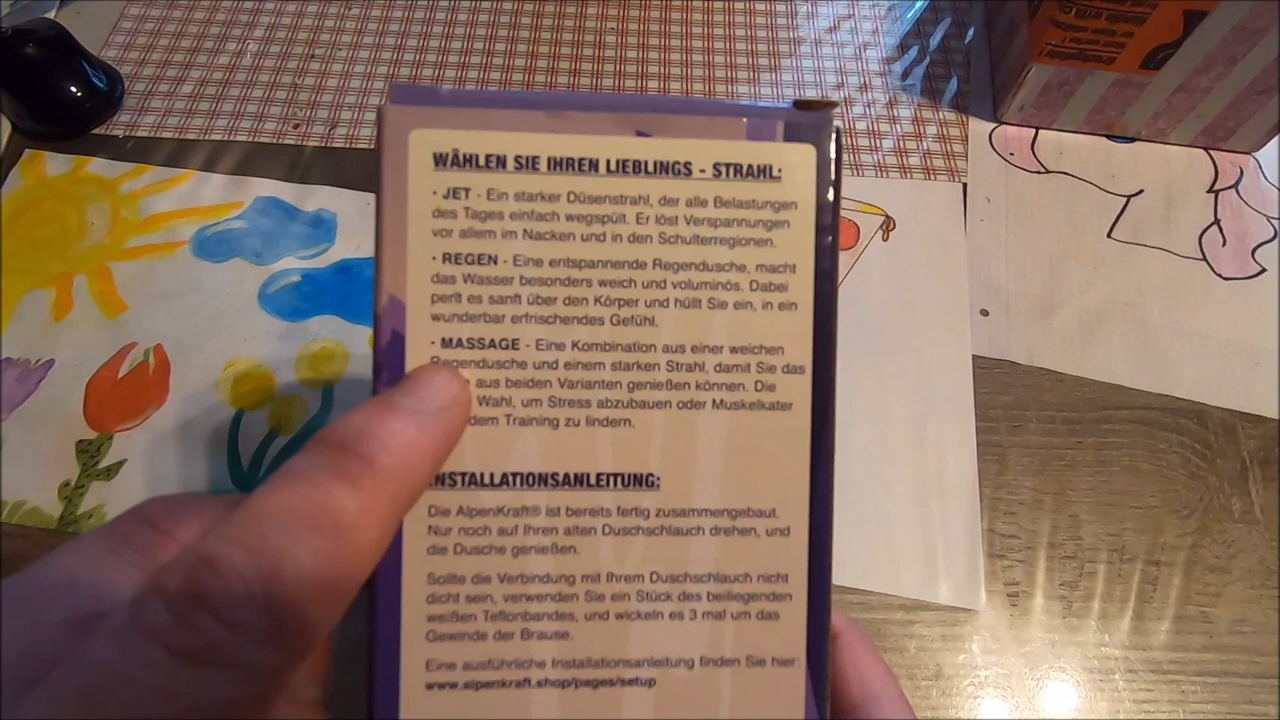 WÄHLEN SIE IHREN LIEBLINGS - STRAHL:
· JET - Ein starker Düsenstrahl, der alle Belastungen
des Tages einfach wegspült. Er löst Verspannungen
vor allem im Nacken und in den Schulterregionen.
· REGEN - Eine entspannende Regendusche, macht
das Wasser besonders weich und voluminös. Dabei
perlt es sanft über den Körper und hüllt Sie ein, in ein
wunderbar erfrischendes Gefühl.
· MASSAGE - Eine Kombination aus einer weichen
Regendusche und einem starken Strahl, damit Sie das
aus beiden Varianten genießen können. Die
Wahl, um Stress abzubauen oder Muskelkater
dem Training zu lindern.
INSTALLATIONSANLEITUNG:
Die AlpenKraft® ist bereits fertig zusammengebaut.
Nur noch auf Ihren alten Duschschlauch drehen, und
die Dusche genießen.
Sollte die Verbindung mit Ihrem Duschschlauch nicht
dicht sein, verwenden Sie ein Stück des beiliegenden
weißen Teflonbandes, und wickeln es 3 mal um das
Gewinde der Brause.
Eine ausführliche Installationsanleitung finden Sie hier:
www.alpenkraft.shop/pages/setup